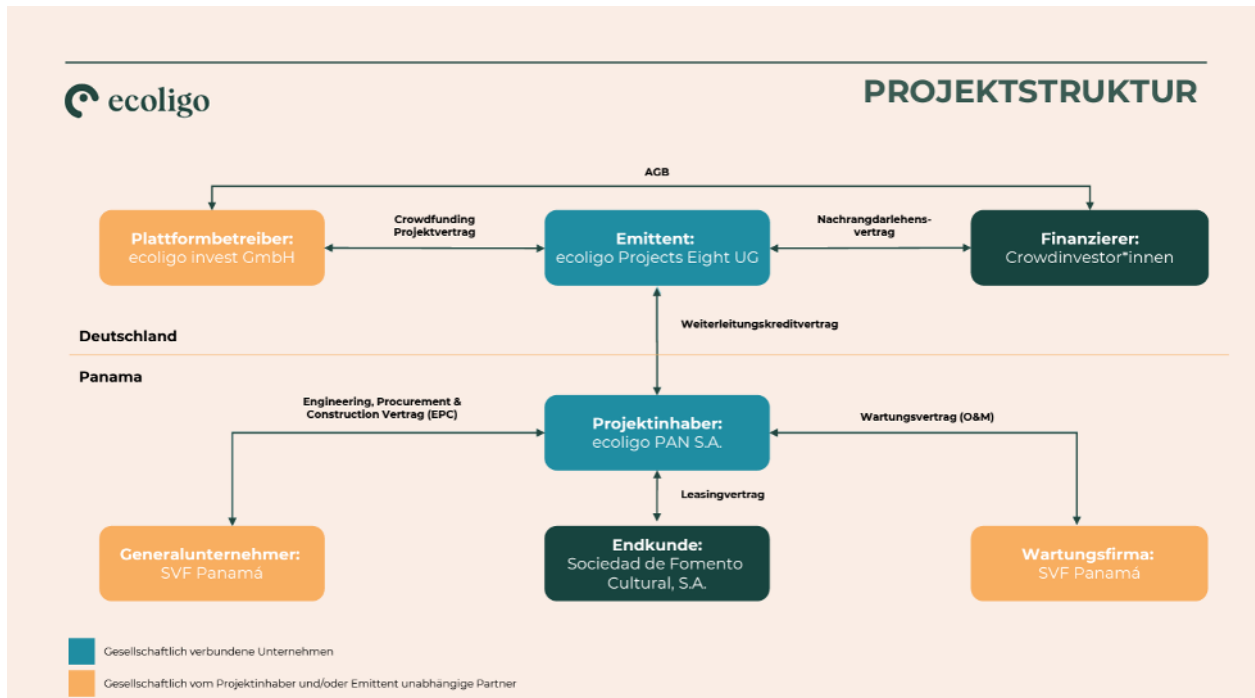 ecoligo
PROJEKTSTRUKTUR
AGB
Plattformbetreiber:
ecoligo invest GmbH
Crowdfunding
Projektvertrag
Emittent:
ecoligo Projects Eight UG
Nachrangdarlehens-
vertrag
Finanzierer:
Crowdinvestor*innen
Weiterleitungskreditvertrag
Deutschland
Panama
Engineering, Procurement &
Construction Vertrag (EPC)
Projektinhaber:
ecoligo PAN S.A.
Wartungsvertrag (O&M)
Leasingvertrag
Generalunternehmer:
SVF Panamá
Endkunde:
Sociedad de Fomento
Cultural, S.A.
Wartungsfirma:
SVF Panamá
Gesellschaftlich verbundene Unternehmen
Gesellschaftlich vom Projektinhaber und/oder Emittent unabhängige Partner